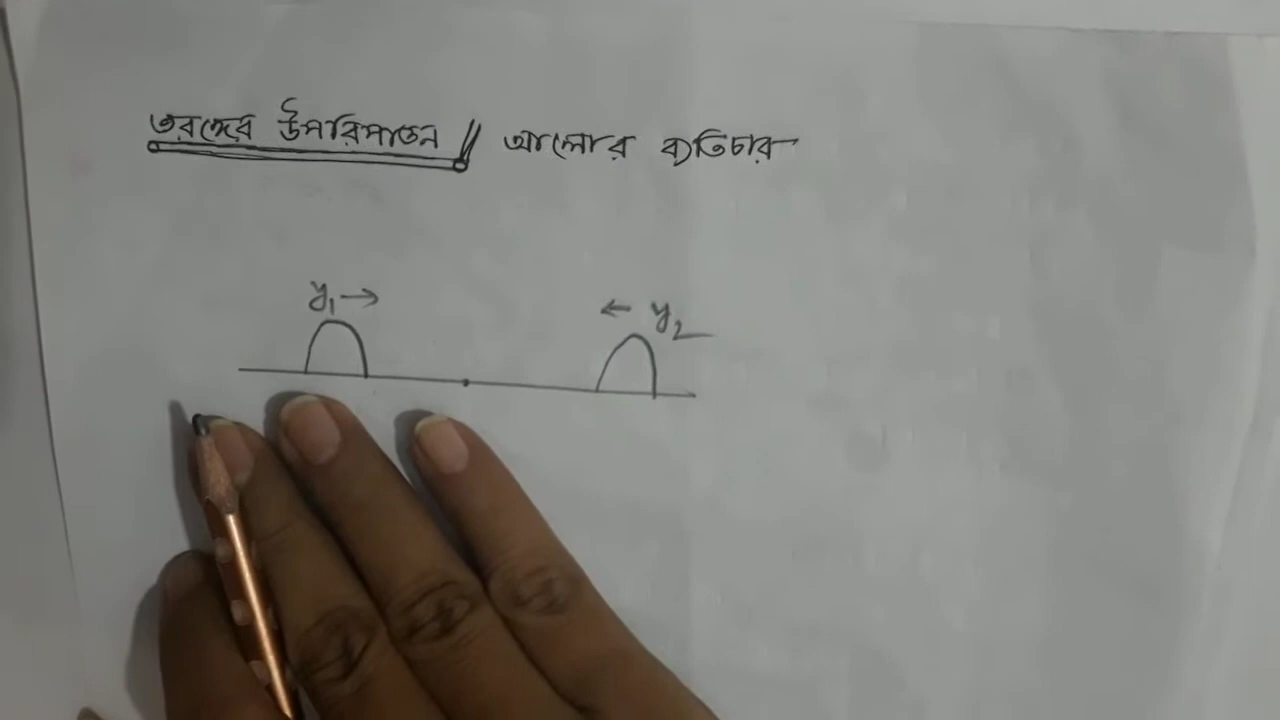 তরঙ্গের উপরিপাতন // আলোর ব্যতিচার
y₁ → ← y₂